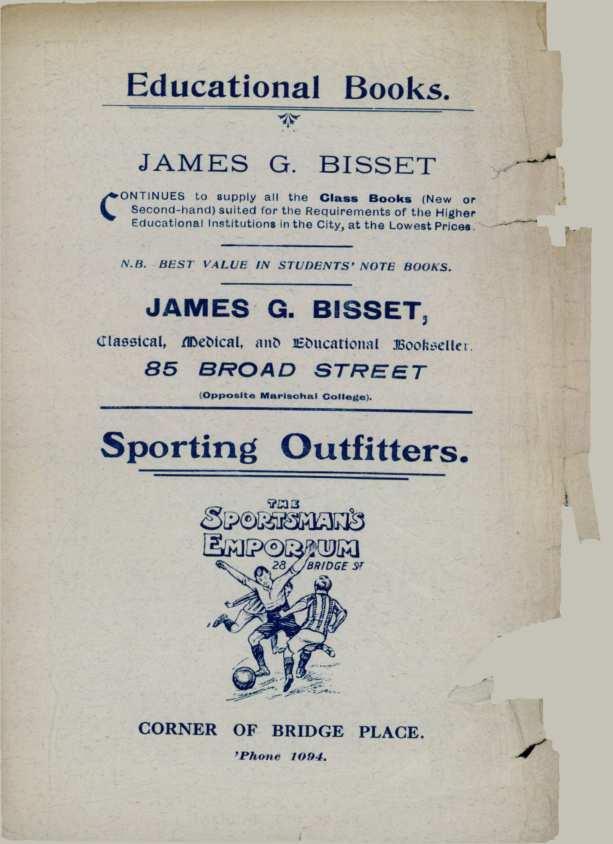 Educational Books.
JAMES G. BISSET
CONTINUES to supply all the Class Books (New or
Second-hand) suited for the Requirements of the Higher
Educational Institutions in the City, at the Lowest Prices.
N.B. BEST VALUE IN STUDENTS' NOTE BOOKS.
JAMES G. BISSET,
Classical, Medical, and Educational Bookseller.
85 BROAD STREET
(Opposite Marischal College).
Sporting Outfitters.
THE
SPORTSMAN'S
EMPORIUM
28 BRIDGE ST
CORNER OF BRIDGE PLACE.
'Phone 1094.